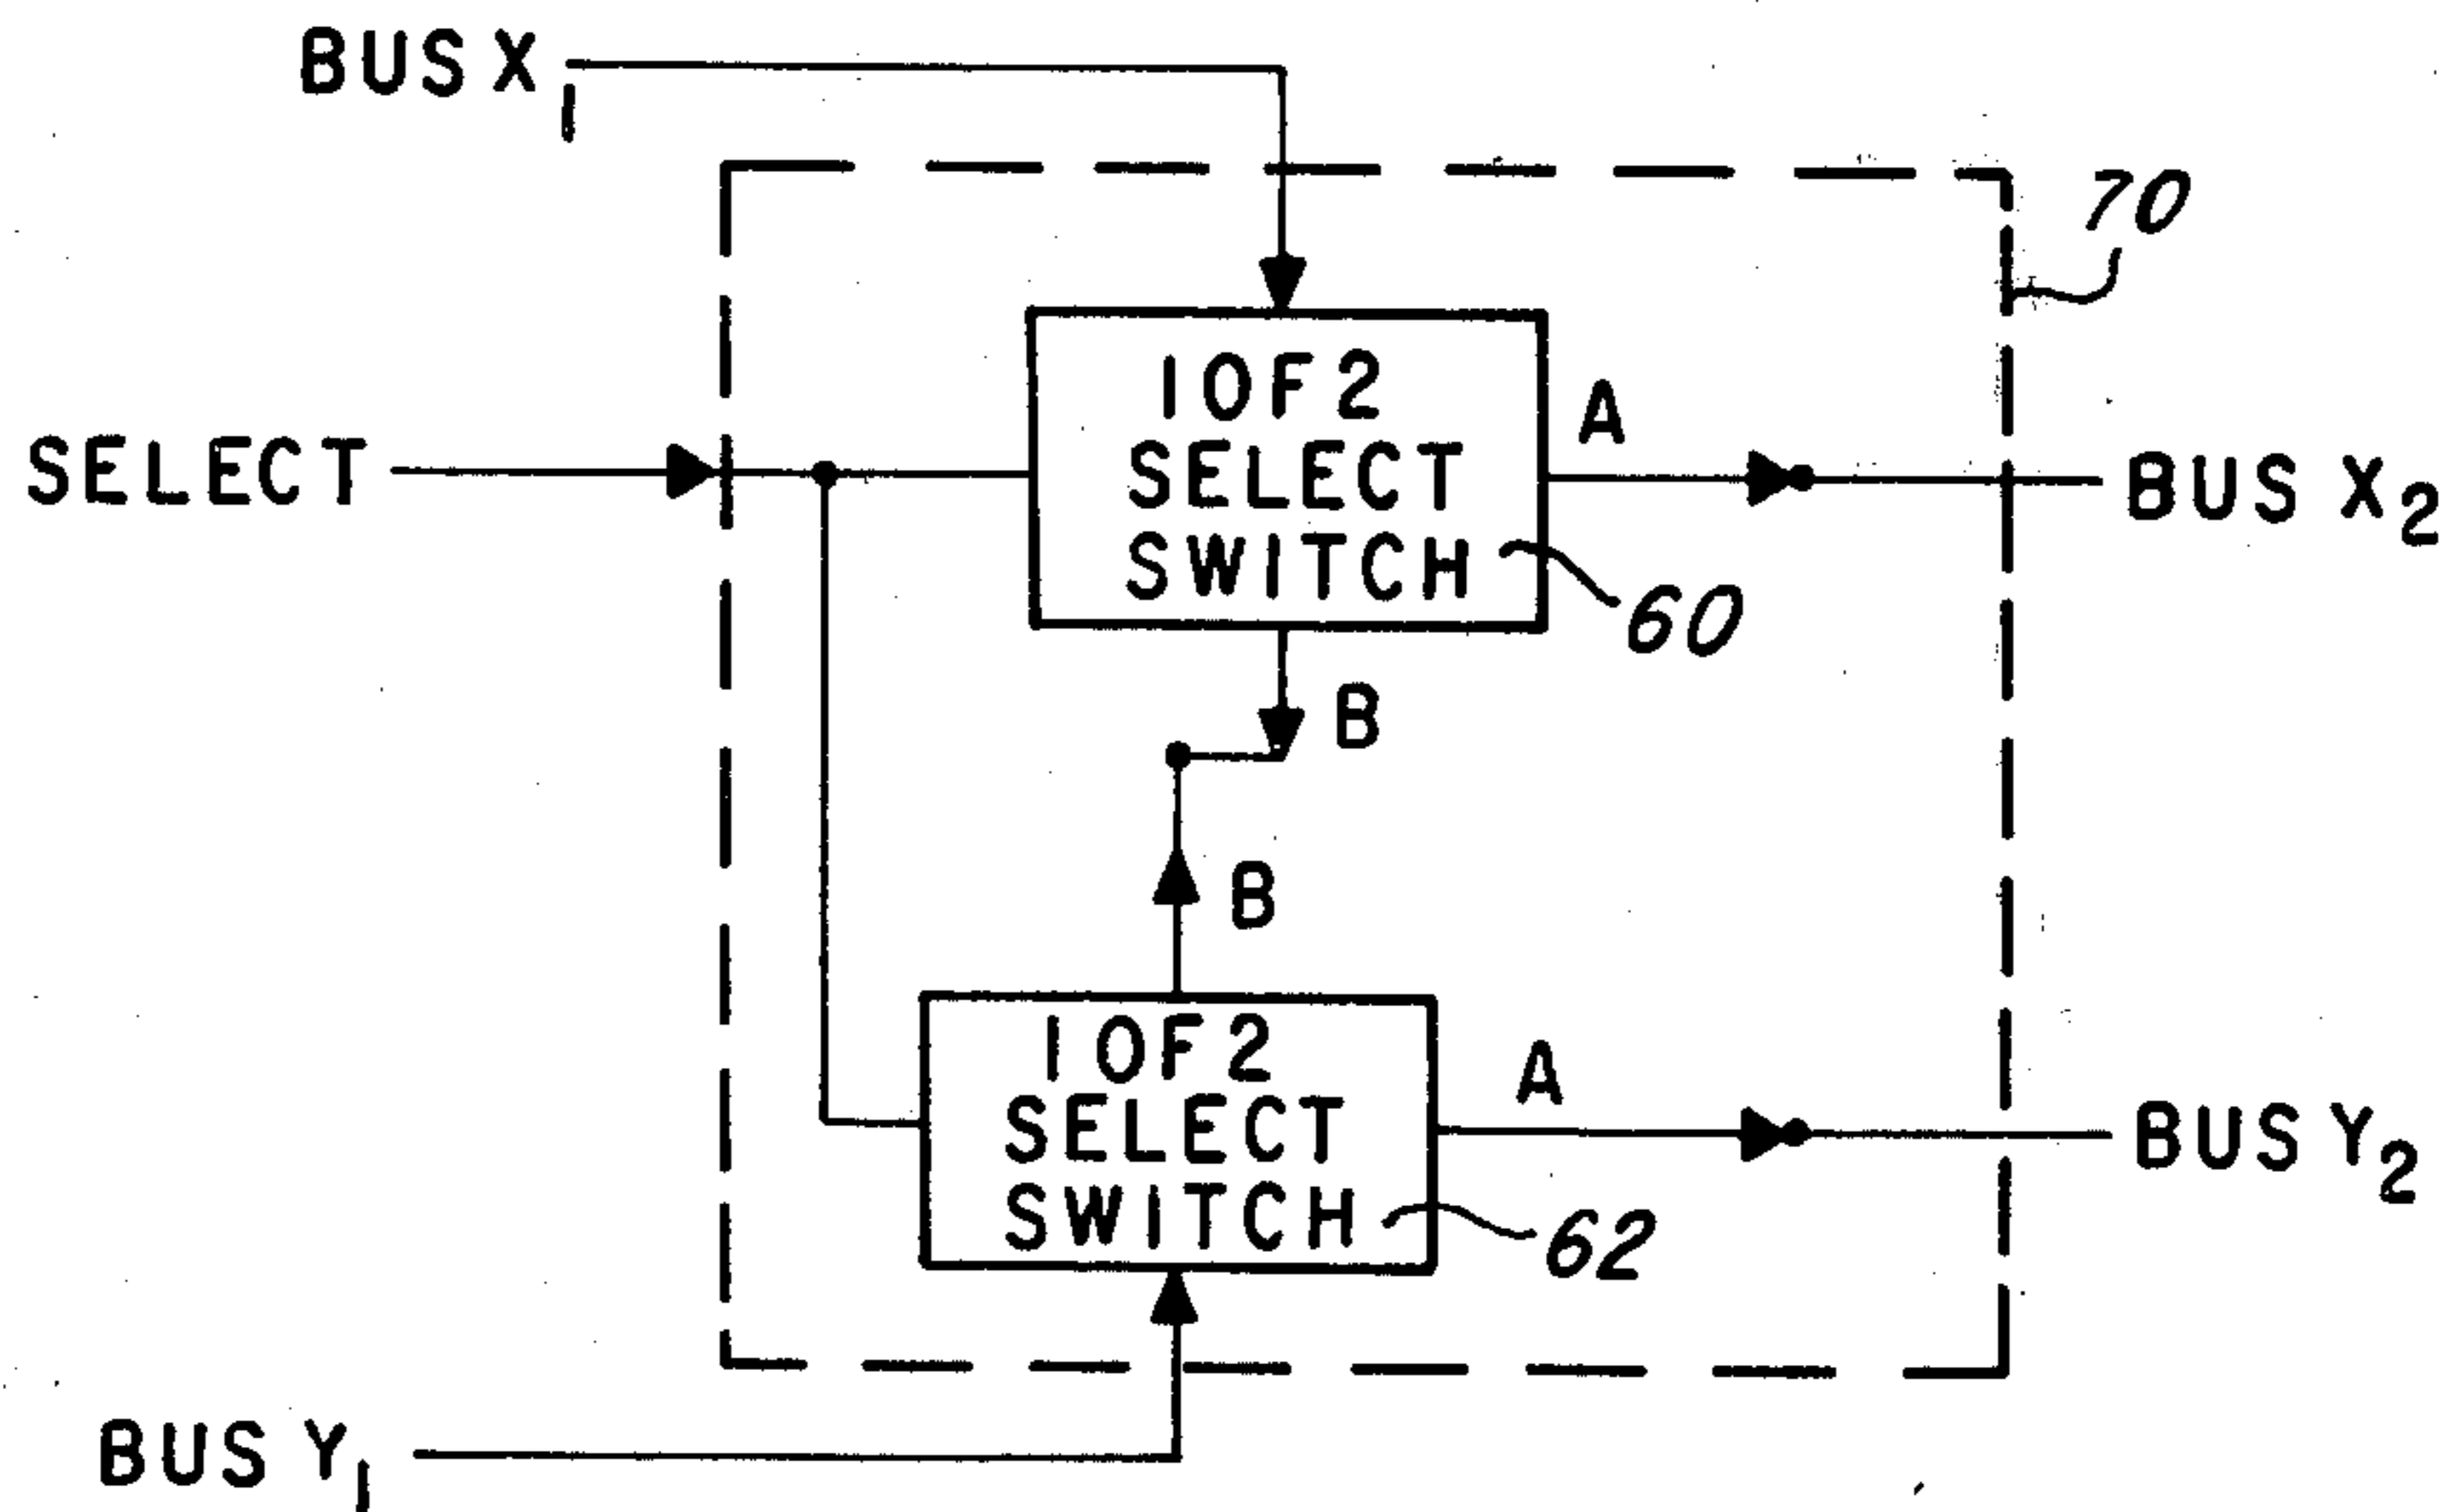 BUS X1
70
1 OF 2
SELECT
SWITCH
A
SELECT
BUS X2
60
B
B
1 OF 2
SELECT
SWITCH
A
BUS Y2
62
BUS Y1